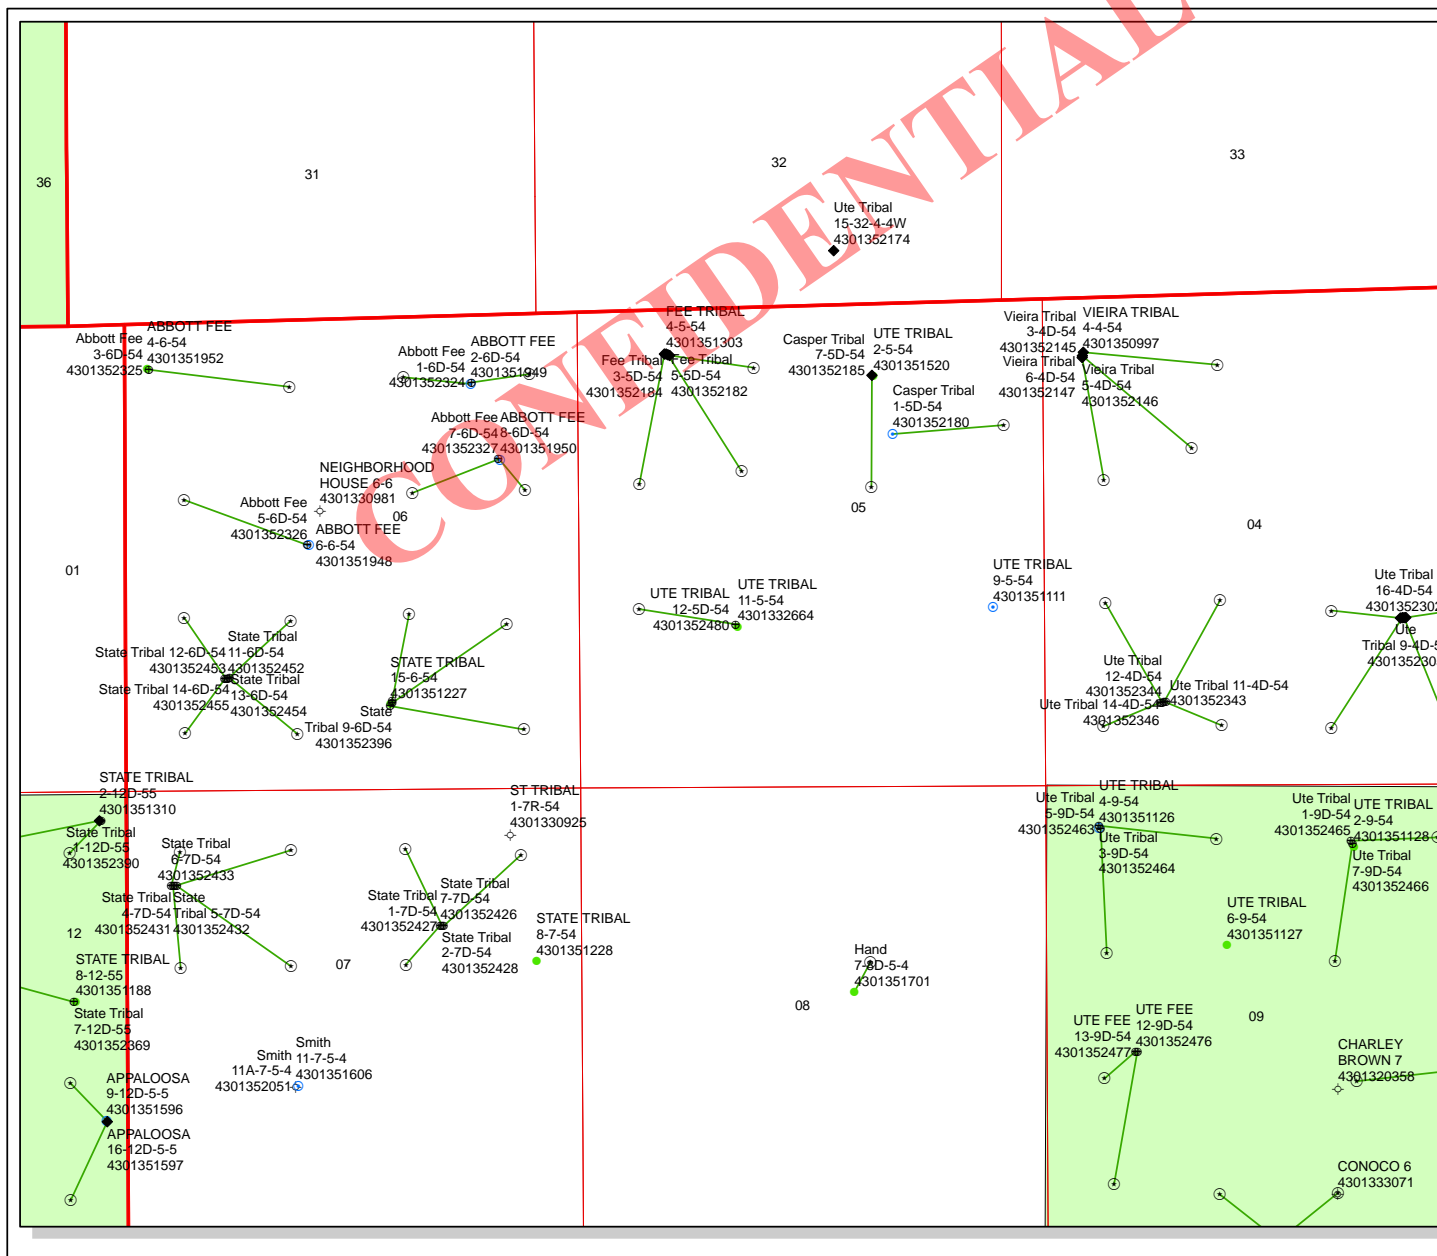 CONFIDENTIAL
36
31
32
33
Ute Tribal
15-32-4-4W
4301352174
Abbott Fee
3-6D-54
4301352325
ABBOTT FEE
4-6-54
4301351952
Abbott Fee
1-6D-54
4301352324
ABBOTT FEE
2-6D-54
4301351949
FEE TRIBAL
4-5-54
4301351303
Fee Tribal
3-5D-54
4301352184
Fee Tribal
5-5D-54
4301352182
Casper Tribal
7-5D-54
4301352185
UTE TRIBAL
2-5-54
4301351520
Casper Tribal
1-5D-54
4301352180
Vieira Tribal
3-4D-54
4301352145
VIEIRA TRIBAL
4-4-54
4301350997
Vieira Tribal
6-4D-54
4301352147
Vieira Tribal
5-4D-54
4301352146
Abbott Fee
7-6D-54
4301352327
ABBOTT FEE
8-6D-54
4301351950
NEIGHBORHOOD
HOUSE 6-6
4301330981
Abbott Fee
5-6D-54
4301352326
ABBOTT FEE
6-6-54
4301351948
06
05
04
01
UTE TRIBAL
12-5D-54
4301352480
UTE TRIBAL
11-5-54
4301332664
UTE TRIBAL
9-5-54
4301351111
Ute Tribal
16-4D-54
4301352302
Ute
Tribal 9-4D-5
430135230
State Tribal 12-6D-54
4301352453
State Tribal
11-6D-54
4301352452
State Tribal 14-6D-54
4301352455
State Tribal
13-6D-54
4301352454
STATE TRIBAL
15-6-54
4301351227
State
Tribal 9-6D-54
4301352396
Ute Tribal
12-4D-54
4301352344
Ute Tribal 11-4D-54
4301352343
Ute Tribal 14-4D-54
4301352346
STATE TRIBAL
2-12D-55
4301351310
State Tribal
1-12D-55
4301352390
State Tribal
6-7D-54
4301352433
State Tribal
4-7D-54
4301352431
State
Tribal 5-7D-54
4301352432
ST TRIBAL
1-7R-54
4301330925
State Tribal
1-7D-54
4301352427
State Tribal
7-7D-54
4301352426
State Tribal
2-7D-54
4301352428
STATE TRIBAL
8-7-54
4301351228
Ute Tribal
5-9D-54
4301352463
UTE TRIBAL
4-9-54
4301351126
Ute Tribal
3-9D-54
4301352464
Ute Tribal
1-9D-54
4301352465
UTE TRIBAL
2-9-54
4301351128
Ute Tribal
7-9D-54
4301352466
UTE TRIBAL
6-9-54
4301351127
12
07
08
09
Hand
7-8D-5-4
4301351701
STATE TRIBAL
8-12-55
4301351188
State Tribal
7-12D-55
4301352369
Smith
11A-7-5-4
4301352051
Smith
11-7-5-4
4301351606
UTE FEE
13-9D-54
4301352477
UTE FEE
12-9D-54
4301352476
CHARLEY
BROWN 7
4301320358
APPALOOSA
9-12D-5-5
4301351596
APPALOOSA
16-12D-5-5
4301351597
CONOCO 6
4301333071